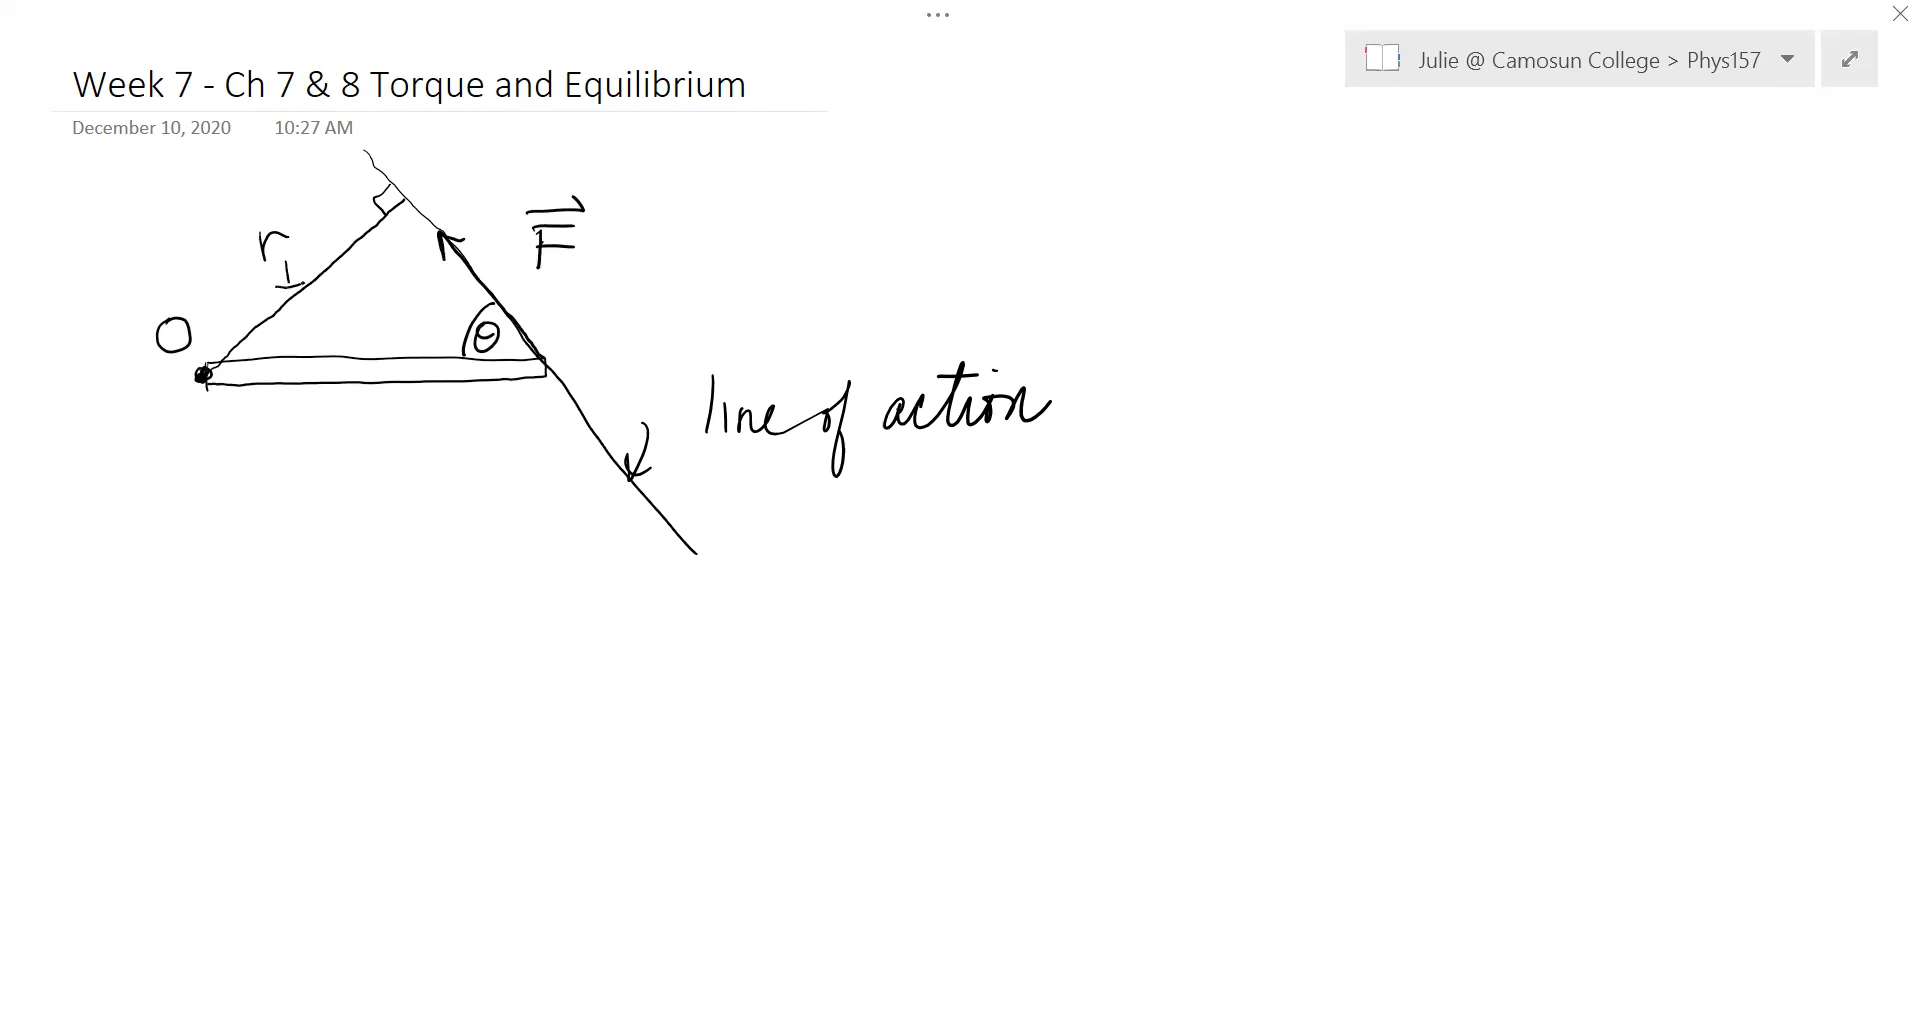 Julie @ Camosun College > Phys157
Week 7 - Ch 7 & 8 Torque and Equilibrium
December 10, 2020 10:27 AM
F
r⊥
O
θ
line of action